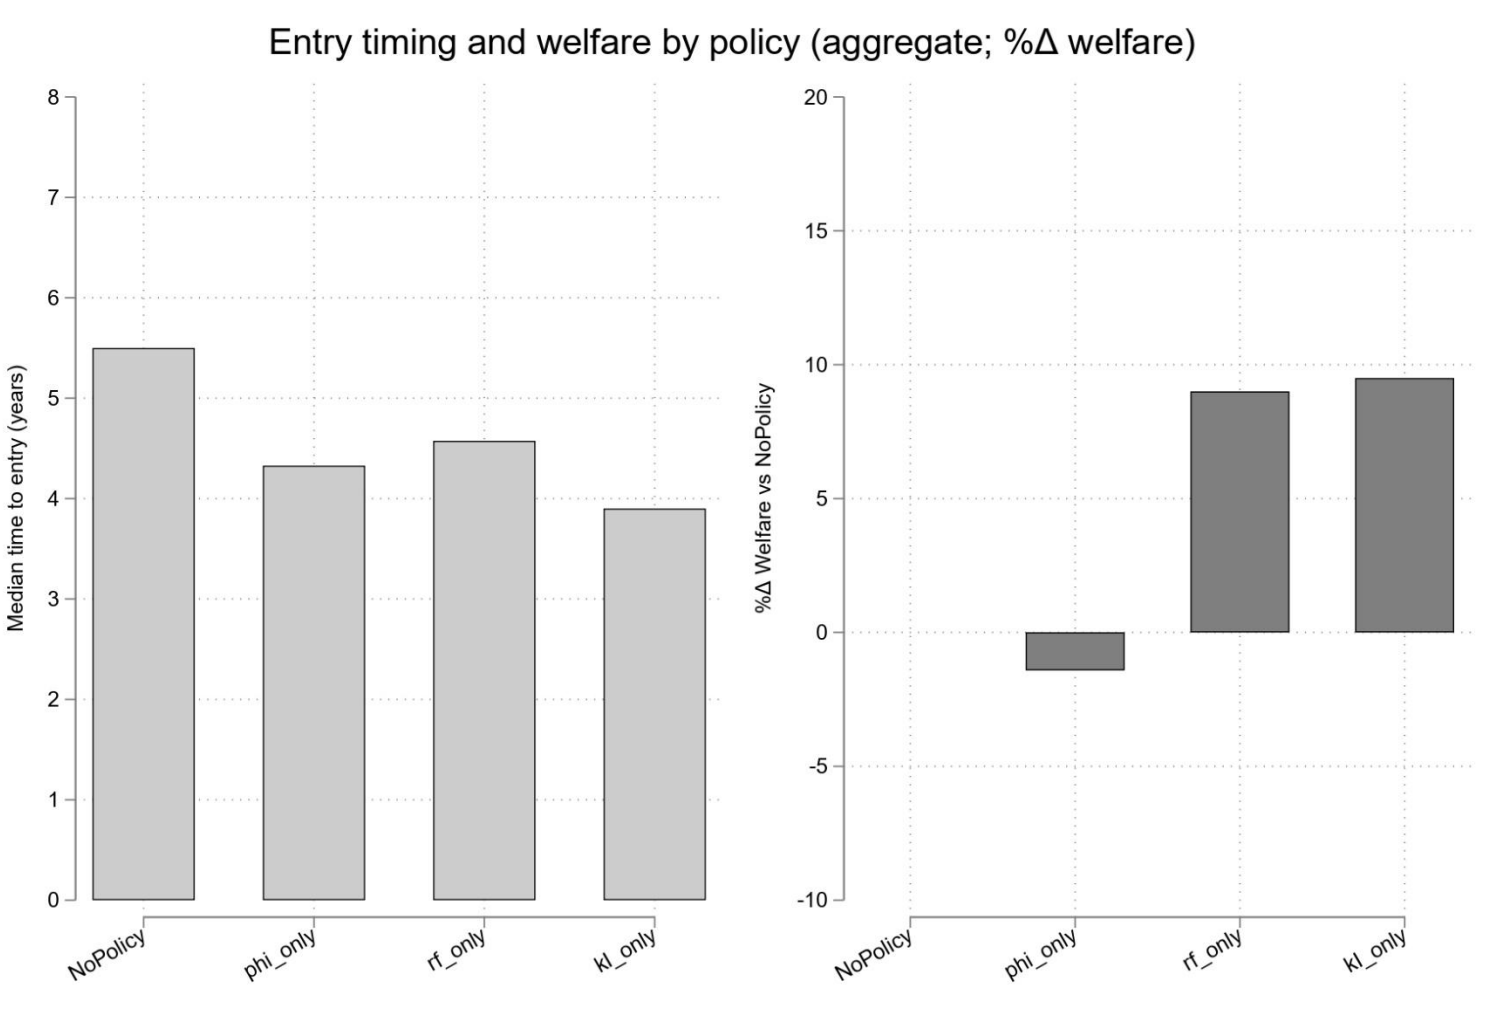 Entry timing and welfare by policy (aggregate; %Δ welfare)
Median time to entry (years)
8
7
6
5
4
3
2
1
0
NoPolicy
phi_only
rf_only
kl_only
%Δ Welfare vs NoPolicy
20
15
10
5
0
-5
-10
NoPolicy
phi_only
rf_only
kl_only